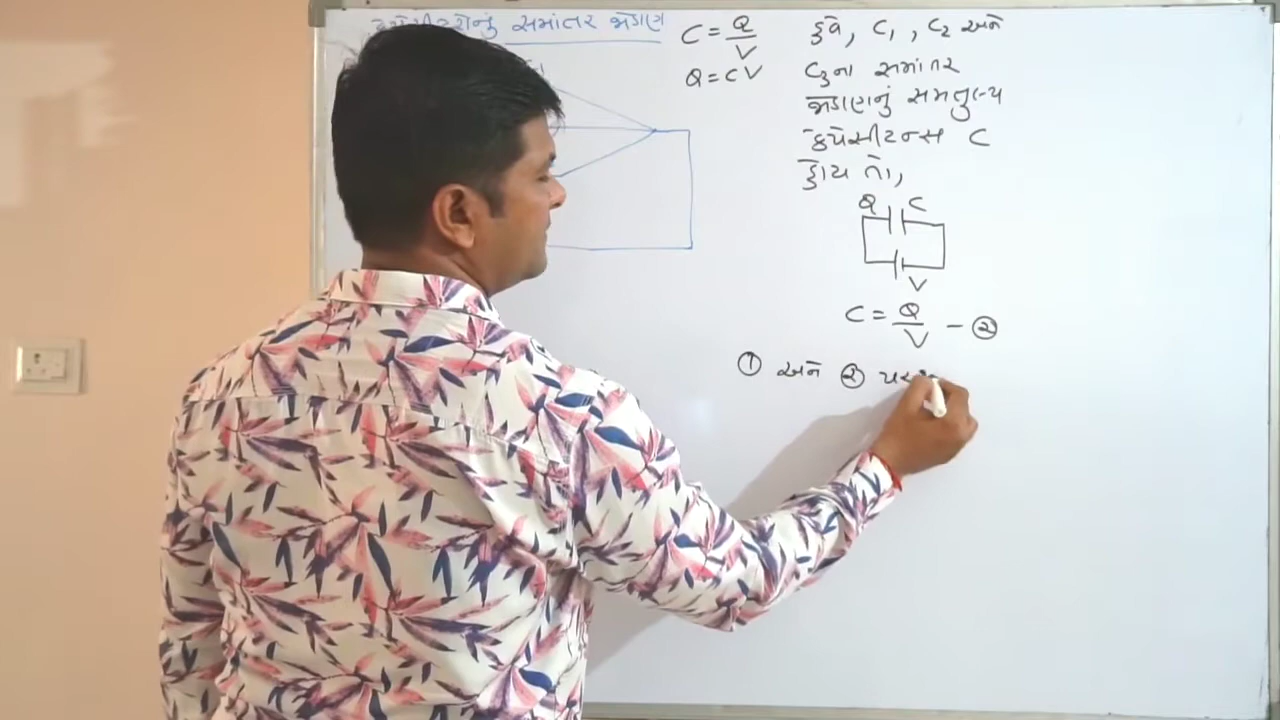 સમાંતર જોડાણ
C = Q/V
Q = CV
હવે, C₁, C₂ અને
C₃ના સમાંતર
જોડાણનું સમતુલ્ય
કેપેસીટન્સ C
હોય તો,
Q C
V
C = Q/V — ②
① અને ②